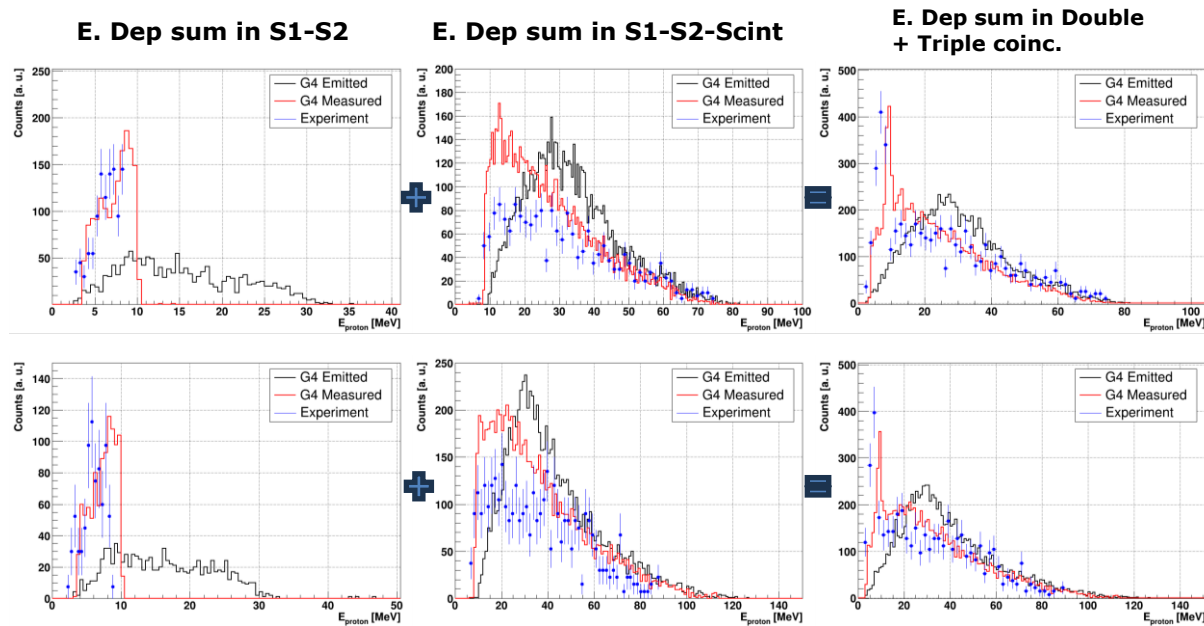 E. Dep sum in S1-S2
E. Dep sum in S1-S2-Scint
E. Dep sum in Double
+ Triple coinc.
Counts [a. u.]
250
200
150
100
50
0
0 5 10 15 20 25 30 35 40
E_proton [MeV]
G4 Emitted
G4 Measured
Experiment
+
Counts [a. u.]
200
180
160
140
120
100
80
60
40
20
0
0 10 20 30 40 50 60 70 80 90 100
E_proton [MeV]
G4 Emitted
G4 Measured
Experiment
=
Counts [a. u.]
500
400
300
200
100
0
0 20 40 60 80 100
E_proton [MeV]
G4 Emitted
G4 Measured
Experiment
Counts [a. u.]
140
120
100
80
60
40
20
0
0 10 20 30 40 50
E_proton [MeV]
G4 Emitted
G4 Measured
Experiment
+
Counts [a. u.]
250
200
150
100
50
0
0 20 40 60 80 100 120 140
E_proton [MeV]
G4 Emitted
G4 Measured
Experiment
=
Counts [a. u.]
500
400
300
200
100
0
0 20 40 60 80 100 120 140
E_proton [MeV]
G4 Emitted
G4 Measured
Experiment